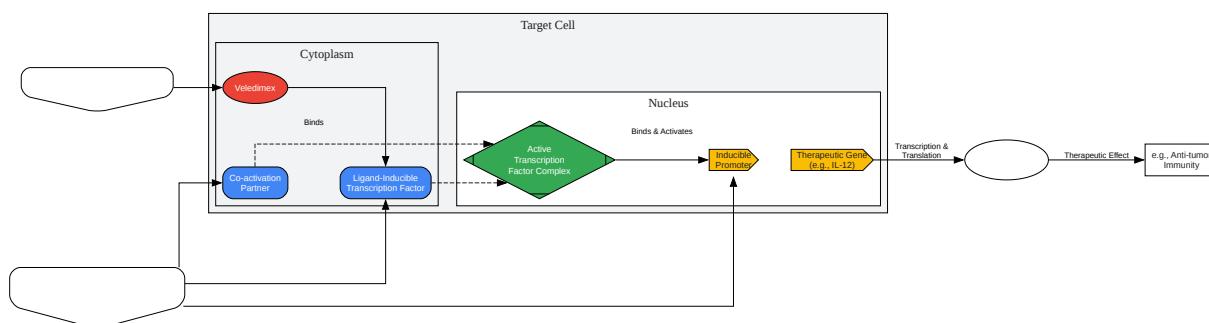 Target Cell
Cytoplasm
Veledimex
Binds
Co-activation
Partner
Ligand-Inducible
Transcription Factor
Nucleus
Active
Transcription
Factor Complex
Binds & Activates
Inducible
Promoter
Therapeutic Gene
(e.g., IL-12)
Transcription &
Translation
Therapeutic Effect
e.g., Anti-tumo
Immunity